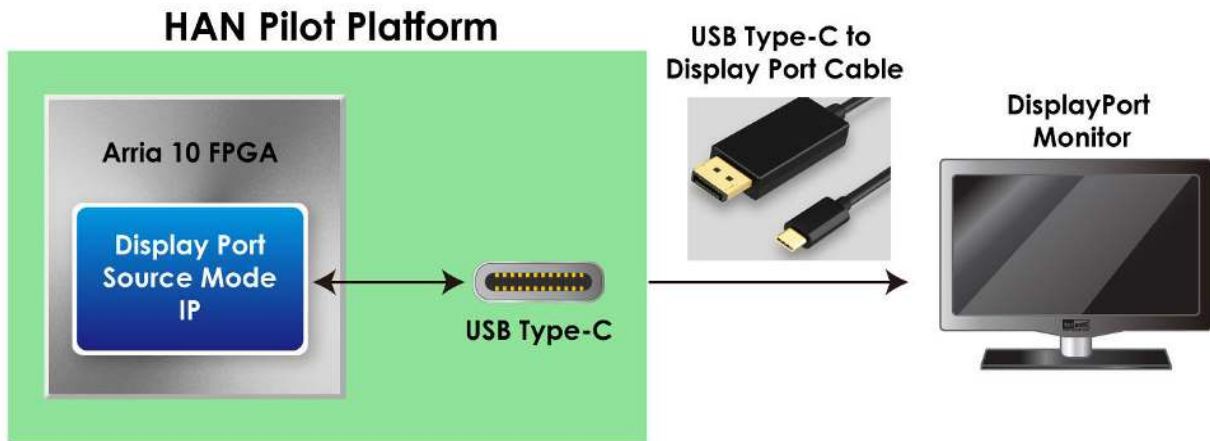 HAN Pilot Platform
Arria 10 FPGA
Display Port
Source Mode
IP
USB Type-C
USB Type-C to
Display Port Cable
DisplayPort
Monitor